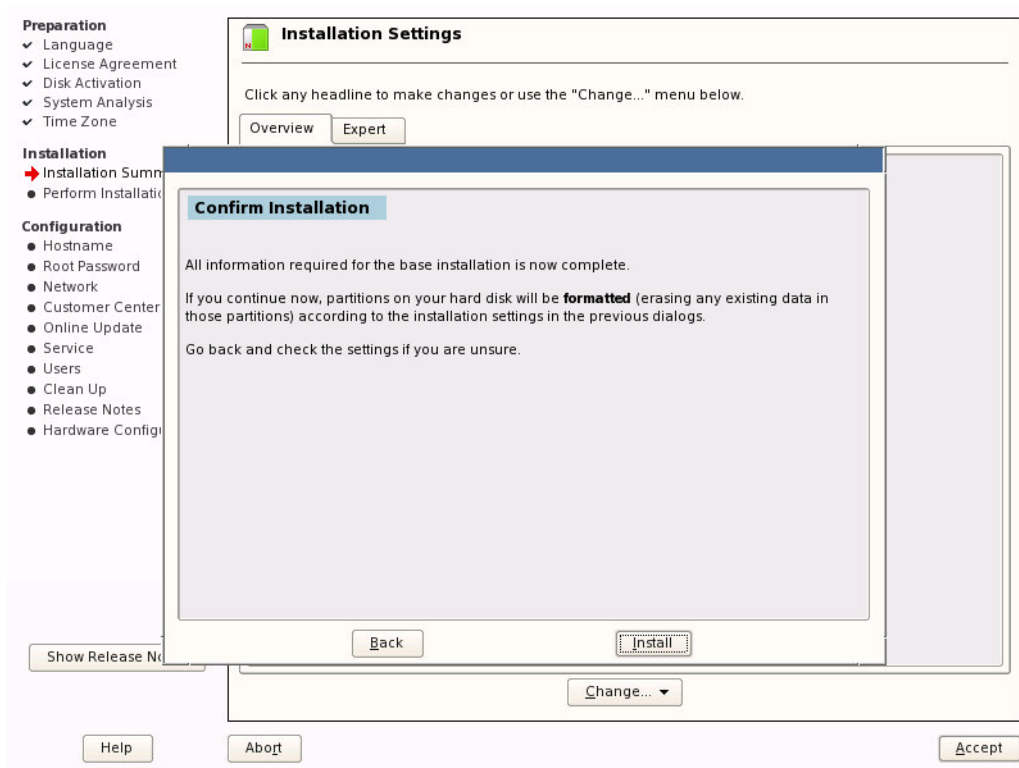 Preparation
Language
License Agreement
Disk Activation
System Analysis
Time Zone
Installation
Installation Summ
Perform Installatio
Configuration
Hostname
Root Password
Network
Customer Center
Online Update
Service
Users
Clean Up
Release Notes
Hardware Config
Show Release No
Help
Installation Settings
Click any headline to make changes or use the "Change..." menu below.
Overview Expert
Confirm Installation
All information required for the base installation is now complete.
If you continue now, partitions on your hard disk will be formatted (erasing any existing data in
those partitions) according to the installation settings in the previous dialogs.
Go back and check the settings if you are unsure.
Back Install
Change...
Abort Accept